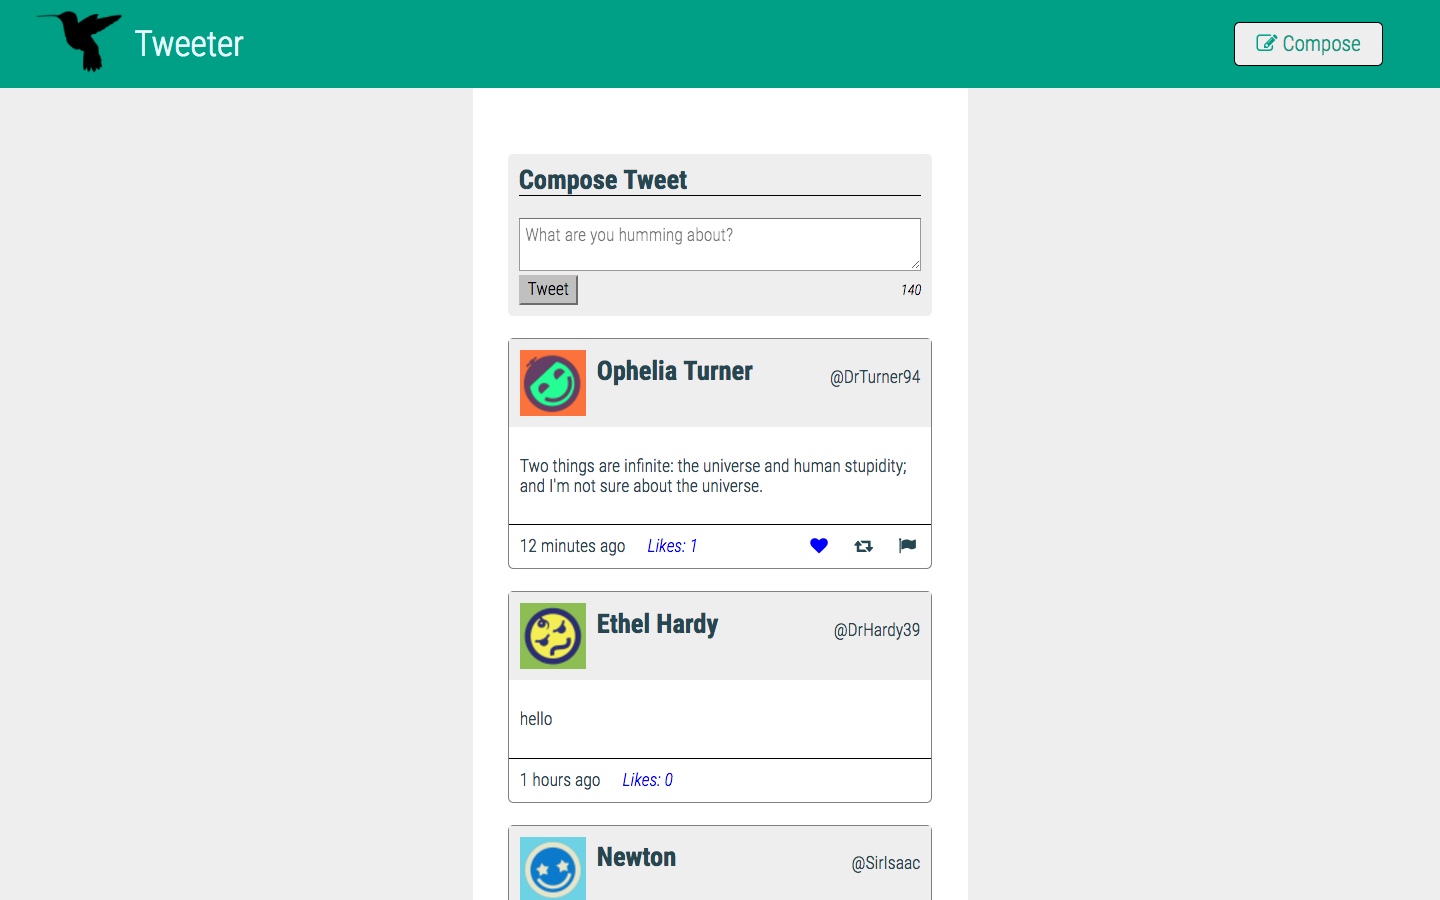 Tweeter
Compose
Compose Tweet
What are you humming about?
Tweet
140
Ophelia Turner
@DrTurner94
Two things are infinite: the universe and human stupidity;
and I'm not sure about the universe.
12 minutes ago
Likes: 1
Ethel Hardy
@DrHardy39
hello
1 hours ago
Likes: 0
Newton
@SirIsaac